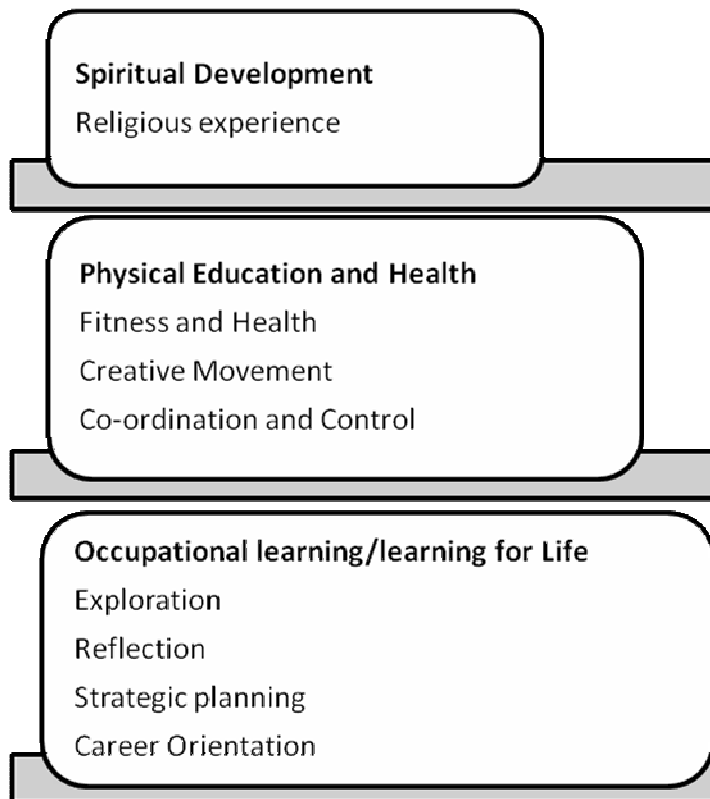 Spiritual Development
Religious experience
Physical Education and Health
Fitness and Health
Creative Movement
Co-ordination and Control
Occupational learning/learning for Life
Exploration
Reflection
Strategic planning
Career Orientation